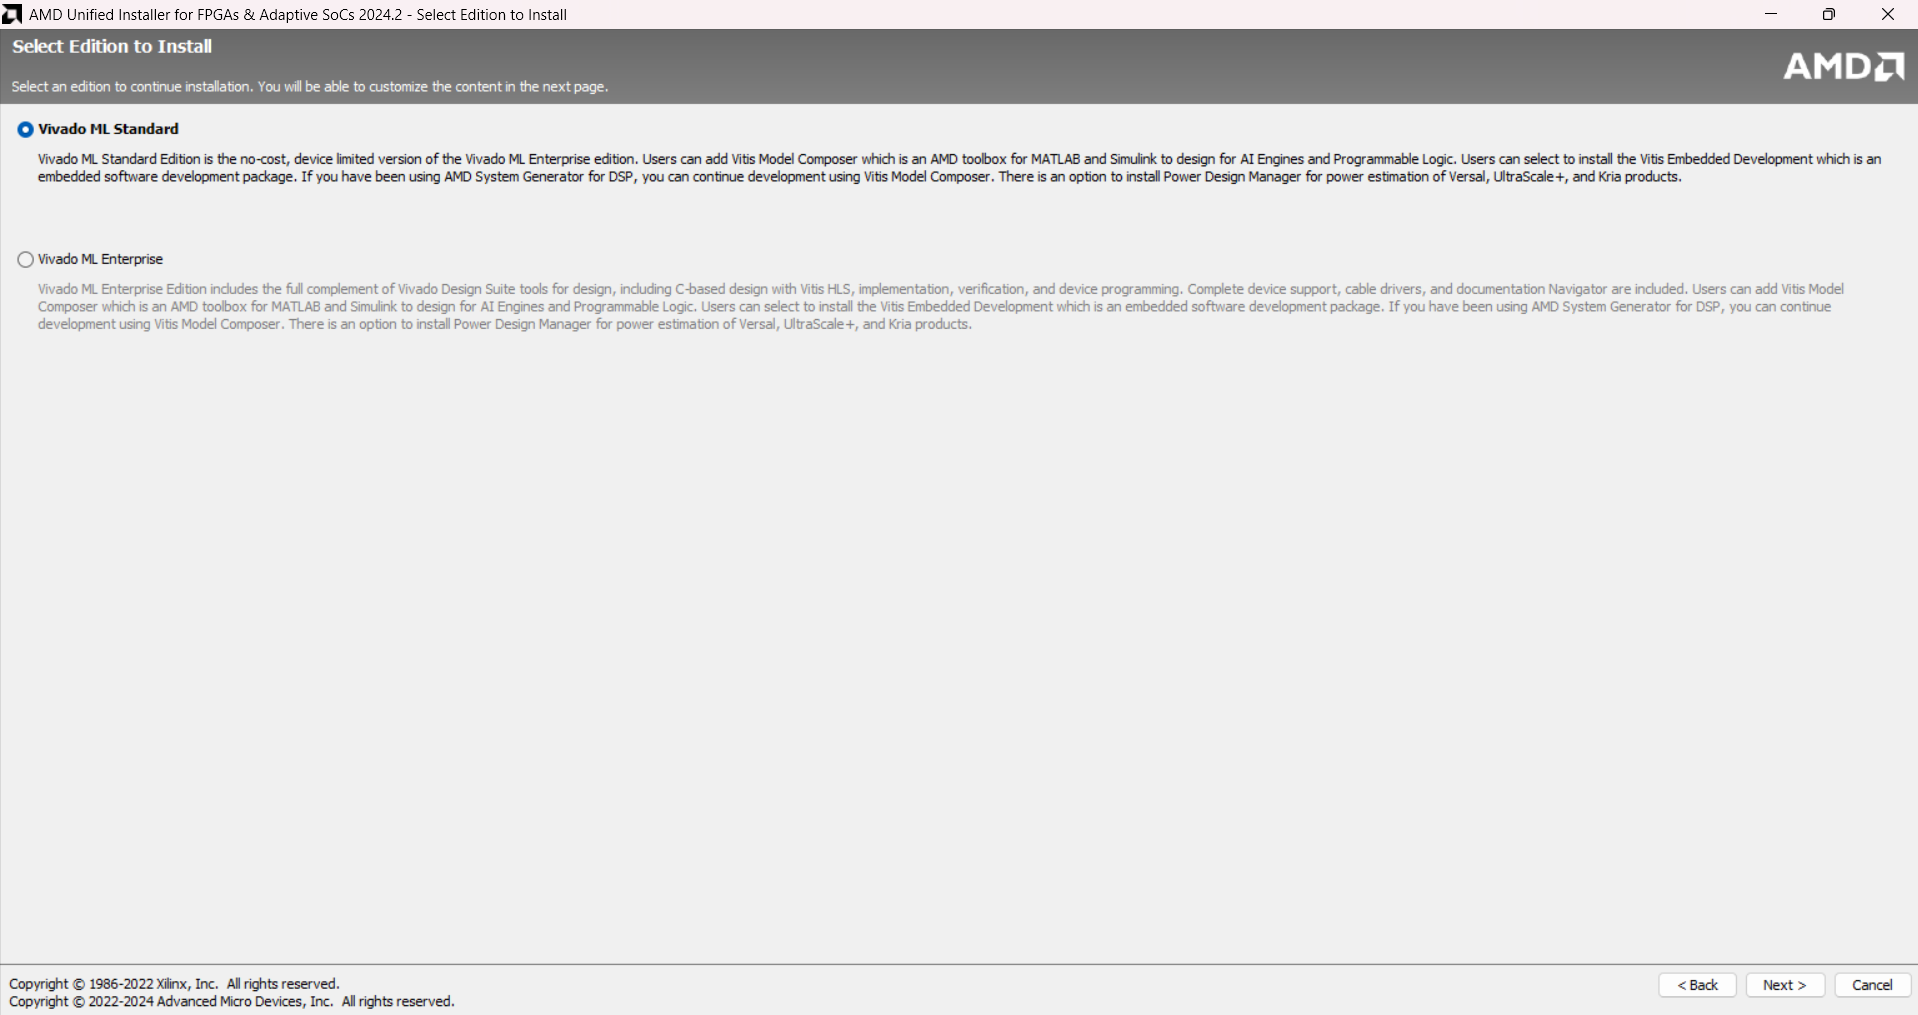 AMD Unified Installer for FPGAs & Adaptive SoCs 2024.2 - Select Edition to Install
Select Edition to Install
AMD
Select an edition to continue installation. You will be able to customize the content in the next page.
Vivado ML Standard
Vivado ML Standard Edition is the no-cost, device limited version of the Vivado ML Enterprise edition. Users can add Vitis Model Composer which is an AMD toolbox for MATLAB and Simulink to design for AI Engines and Programmable Logic. Users can select to install the Vitis Embedded Development which is an
embedded software development package. If you have been using AMD System Generator for DSP, you can continue development using Vitis Model Composer. There is an option to install Power Design Manager for power estimation of Versal, UltraScale+, and Kria products.
Vivado ML Enterprise
Vivado ML Enterprise Edition includes the full complement of Vivado Design Suite tools for design, including C-based design with Vitis HLS, implementation, verification, and device programming. Complete device support, cable drivers, and documentation Navigator are included. Users can add Vitis Model
Composer which is an AMD toolbox for MATLAB and Simulink to design for AI Engines and Programmable Logic. Users can select to install the Vitis Embedded Development which is an embedded software development package. If you have been using AMD System Generator for DSP, you can continue
development using Vitis Model Composer. There is an option to install Power Design Manager for power estimation of Versal, UltraScale+, and Kria products.
Copyright © 1986-2022 Xilinx, Inc. All rights reserved.
Copyright © 2022-2024 Advanced Micro Devices, Inc. All rights reserved.
< Back Next > Cancel